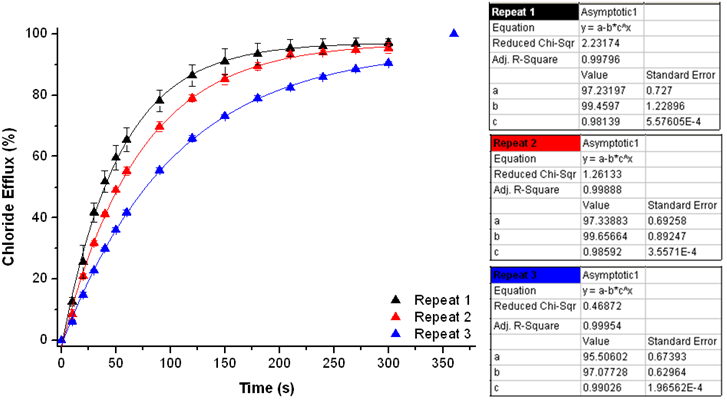 100
80
60
40
20
0
Chloride Efflux (%)
0 50 100 150 200 250 300 350
Time (s)
Repeat 1
Repeat 2
Repeat 3
Repeat 1 Asymptotic1
Equation y = a-b*c^x
Reduced Chi-Sqr 2.23174
Adj. R-Square 0.99796
Value Standard Error
a 97.23197 0.727
b 99.4597 1.22896
c 0.98139 5.57605E-4
Repeat 2 Asymptotic1
Equation y = a-b*c^x
Reduced Chi-Sqr 1.26133
Adj. R-Square 0.99888
Value Standard Error
a 97.33883 0.69258
b 99.65664 0.89247
c 0.98592 3.5571E-4
Repeat 3 Asymptotic1
Equation y = a-b*c^x
Reduced Chi-Sqr 0.46872
Adj. R-Square 0.99954
Value Standard Error
a 95.50602 0.67393
b 97.07728 0.62964
c 0.99026 1.96562E-4